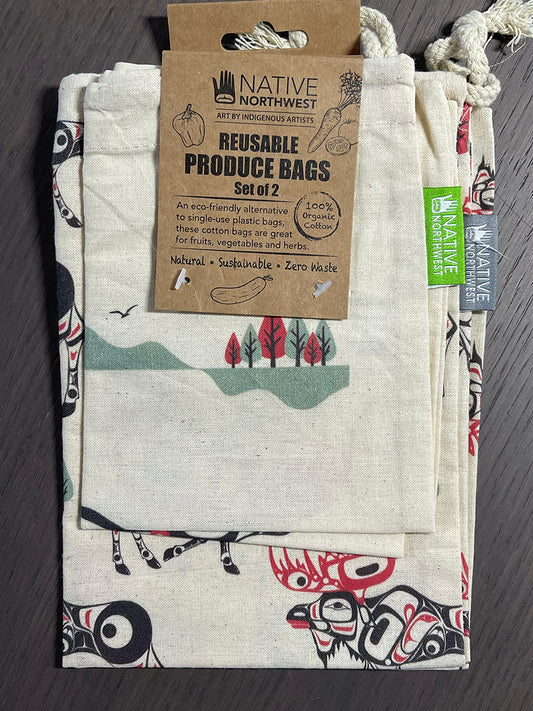 NATIVE
NORTHWEST
ART BY INDIGENOUS ARTISTS
REUSABLE
PRODUCE BAGS
Set of 2
An eco-friendly alternative
to single-use plastic bags,
these cotton bags are great
for fruits, vegetables and herbs.
100%
Organic
Cotton
Natural • Sustainable • Zero Waste
NATIVE
NORTHWEST
NATIVE
NORTHWEST